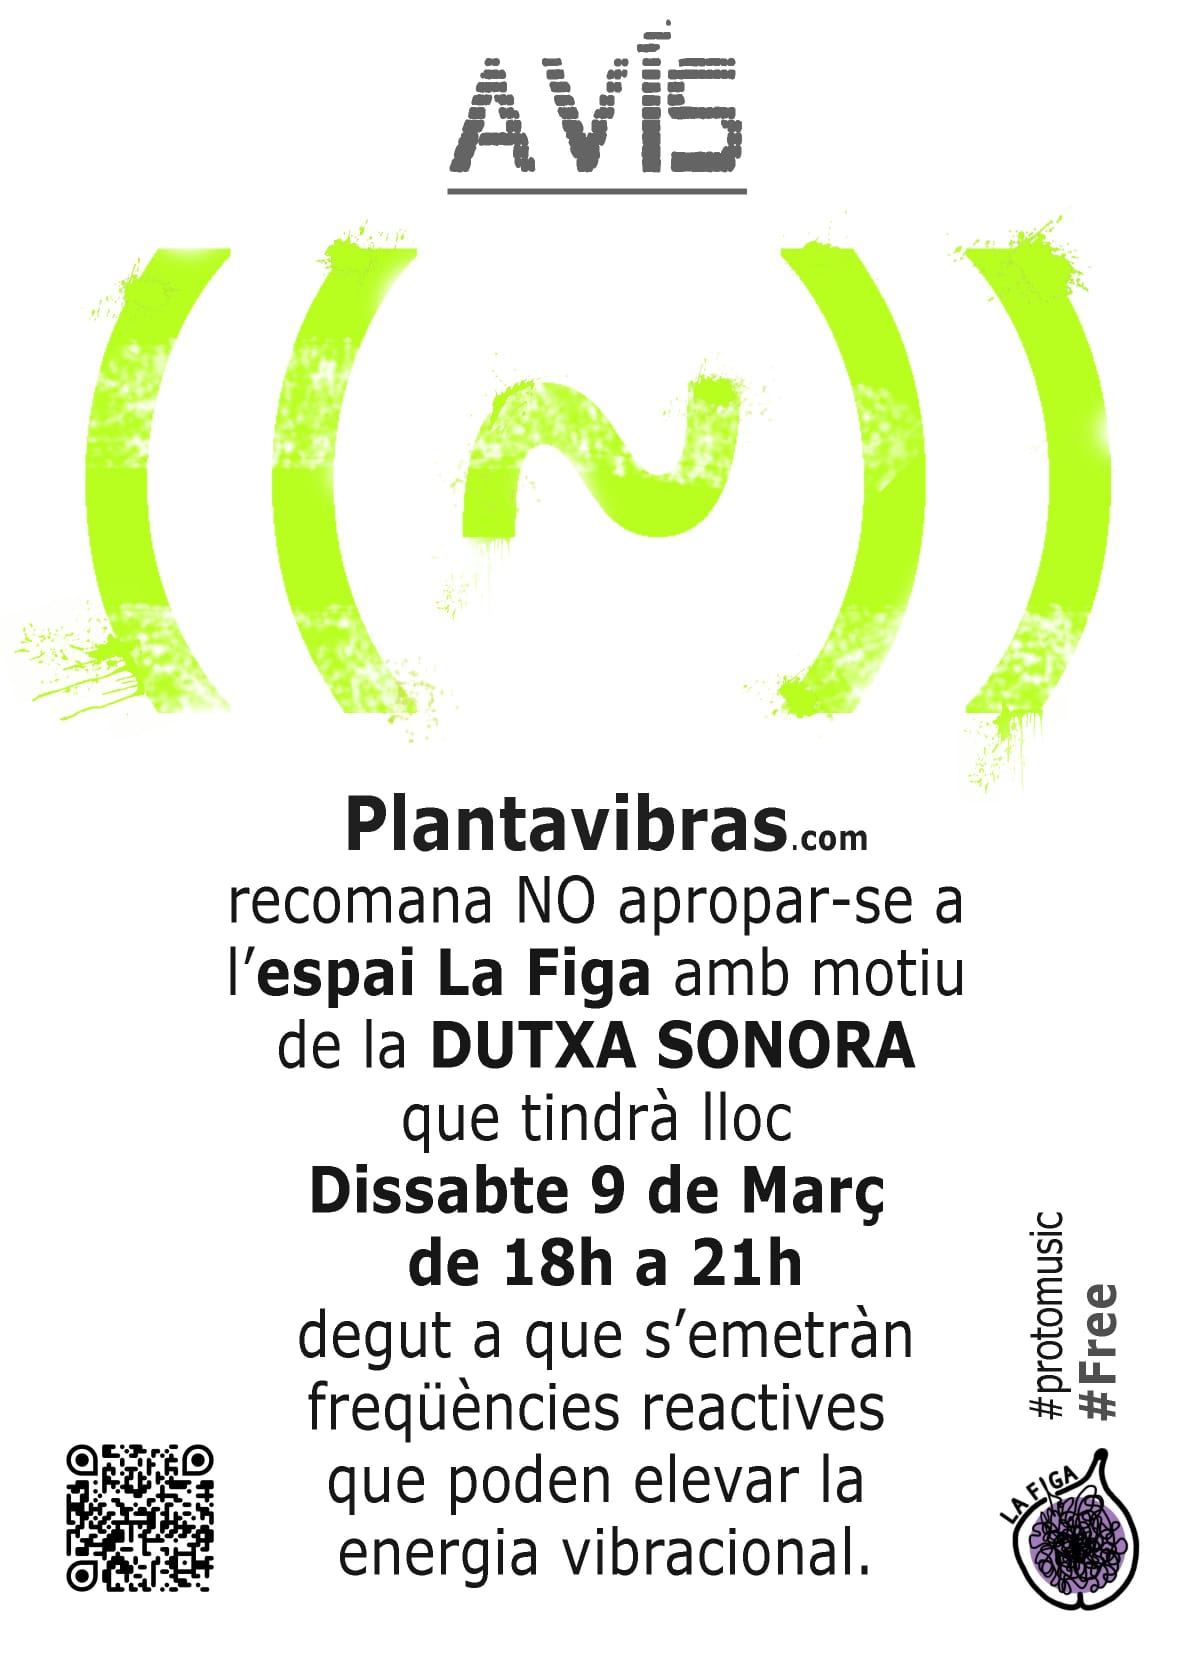 AVÍS
((~))
Plantavibras.com
recomana NO apropar-se a
l’espai La Figa amb motiu
de la DUTXA SONORA
que tindrà lloc
Dissabte 9 de Març
de 18h a 21h
degut a que s’emetràn
freqüències reactives
que poden elevar la
energia vibracional.
#protomusic
#Free
LA FIGA